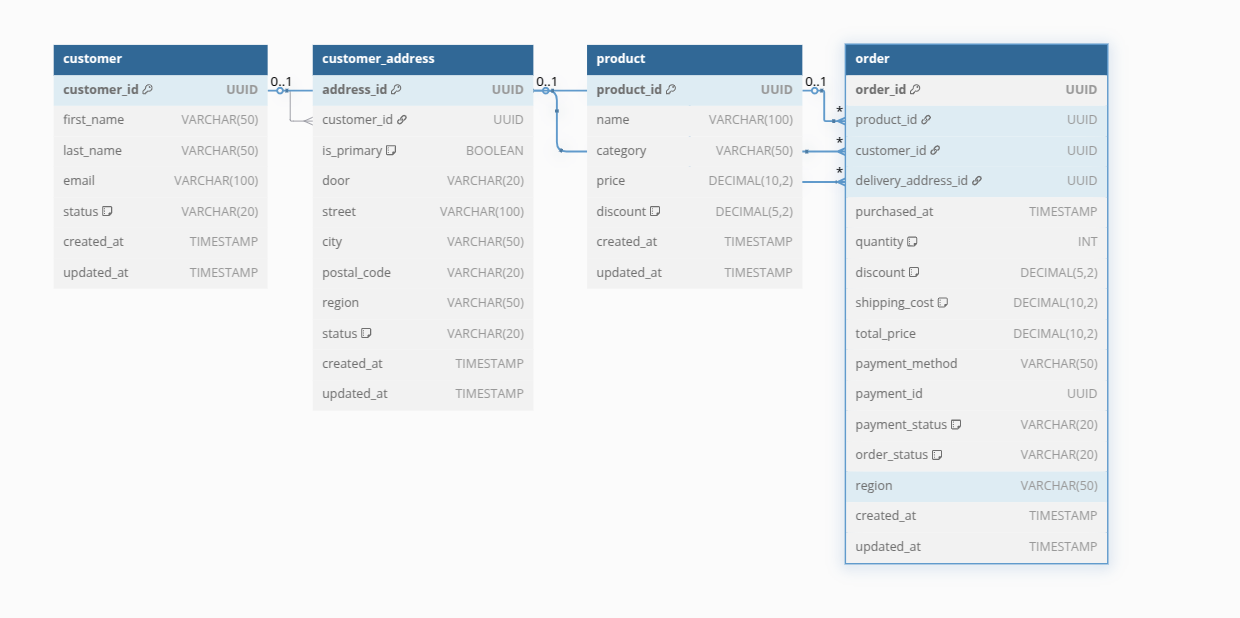 customer
customer_id UUID
first_name VARCHAR(50)
last_name VARCHAR(50)
email VARCHAR(100)
status VARCHAR(20)
created_at TIMESTAMP
updated_at TIMESTAMP
0..1
customer_address
address_id UUID
customer_id UUID
is_primary BOOLEAN
door VARCHAR(20)
street VARCHAR(100)
city VARCHAR(50)
postal_code VARCHAR(20)
region VARCHAR(50)
status VARCHAR(20)
created_at TIMESTAMP
updated_at TIMESTAMP
0..1
product
product_id UUID
name VARCHAR(100)
category VARCHAR(50)
price DECIMAL(10,2)
discount DECIMAL(5,2)
created_at TIMESTAMP
updated_at TIMESTAMP
0..1
*
*
*
order
order_id UUID
product_id UUID
customer_id UUID
delivery_address_id UUID
purchased_at TIMESTAMP
quantity INT
discount DECIMAL(5,2)
shipping_cost DECIMAL(10,2)
total_price DECIMAL(10,2)
payment_method VARCHAR(50)
payment_id UUID
payment_status VARCHAR(20)
order_status VARCHAR(20)
region VARCHAR(50)
created_at TIMESTAMP
updated_at TIMESTAMP